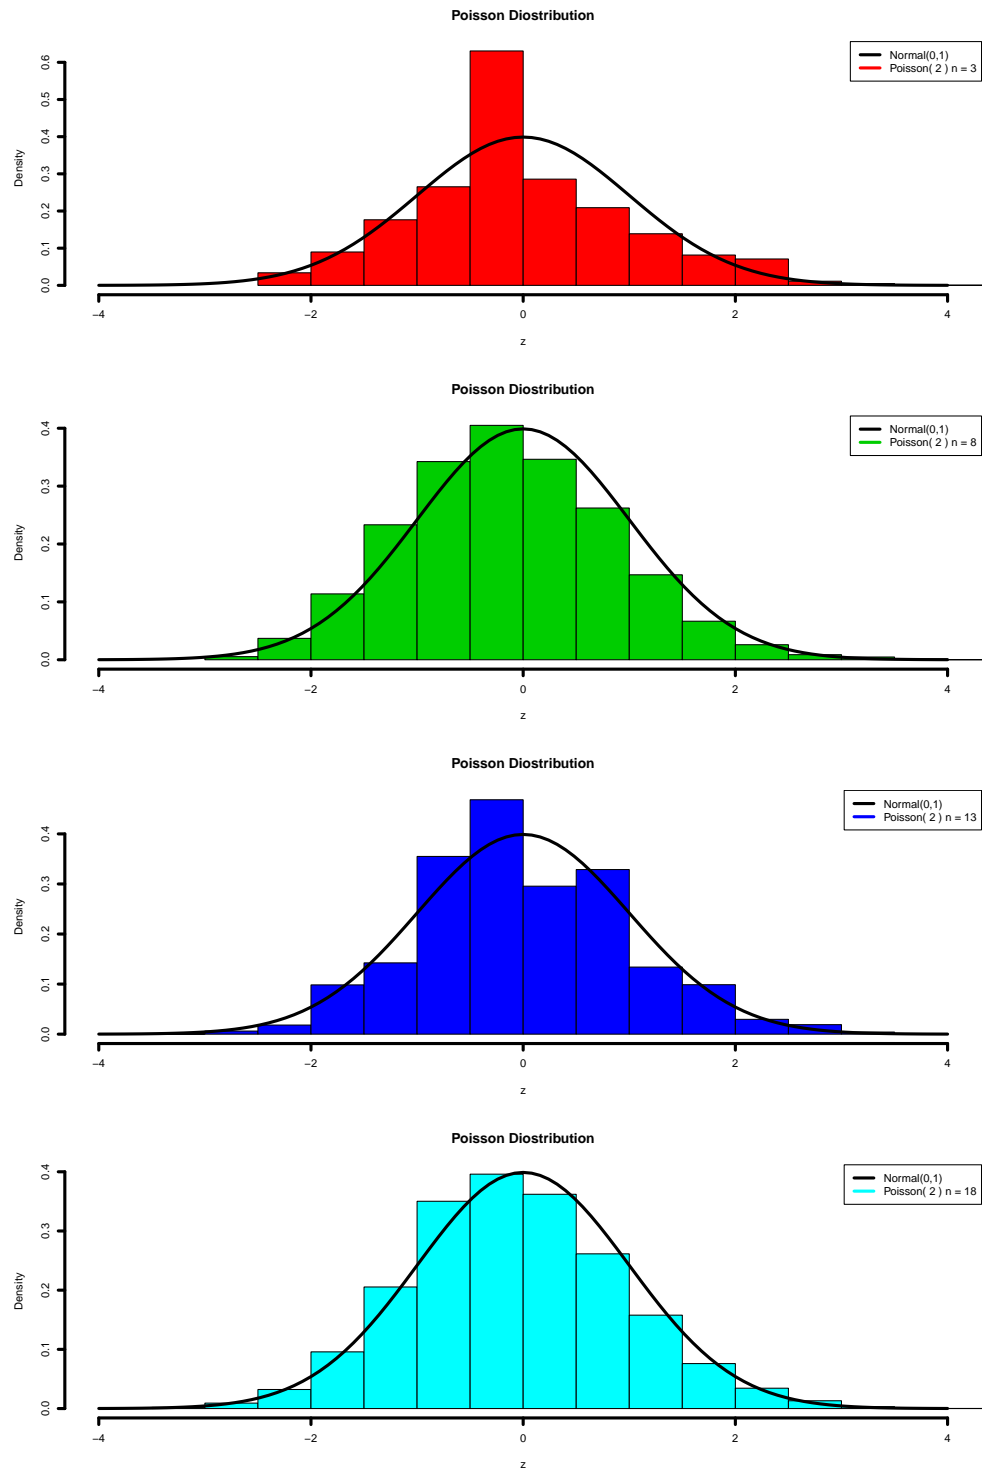 Poisson Diostribution
Normal(0,1)
Poisson( 2 ) n = 3
Density
0.6
0.5
0.4
0.3
0.2
0.1
0.0
−4 −2 0 2 4
z
Poisson Diostribution
Normal(0,1)
Poisson( 2 ) n = 8
Density
0.4
0.3
0.2
0.1
0.0
−4 −2 0 2 4
z
Poisson Diostribution
Normal(0,1)
Poisson( 2 ) n = 13
Density
0.4
0.3
0.2
0.1
0.0
−4 −2 0 2 4
z
Poisson Diostribution
Normal(0,1)
Poisson( 2 ) n = 18
Density
0.4
0.3
0.2
0.1
0.0
−4 −2 0 2 4
z